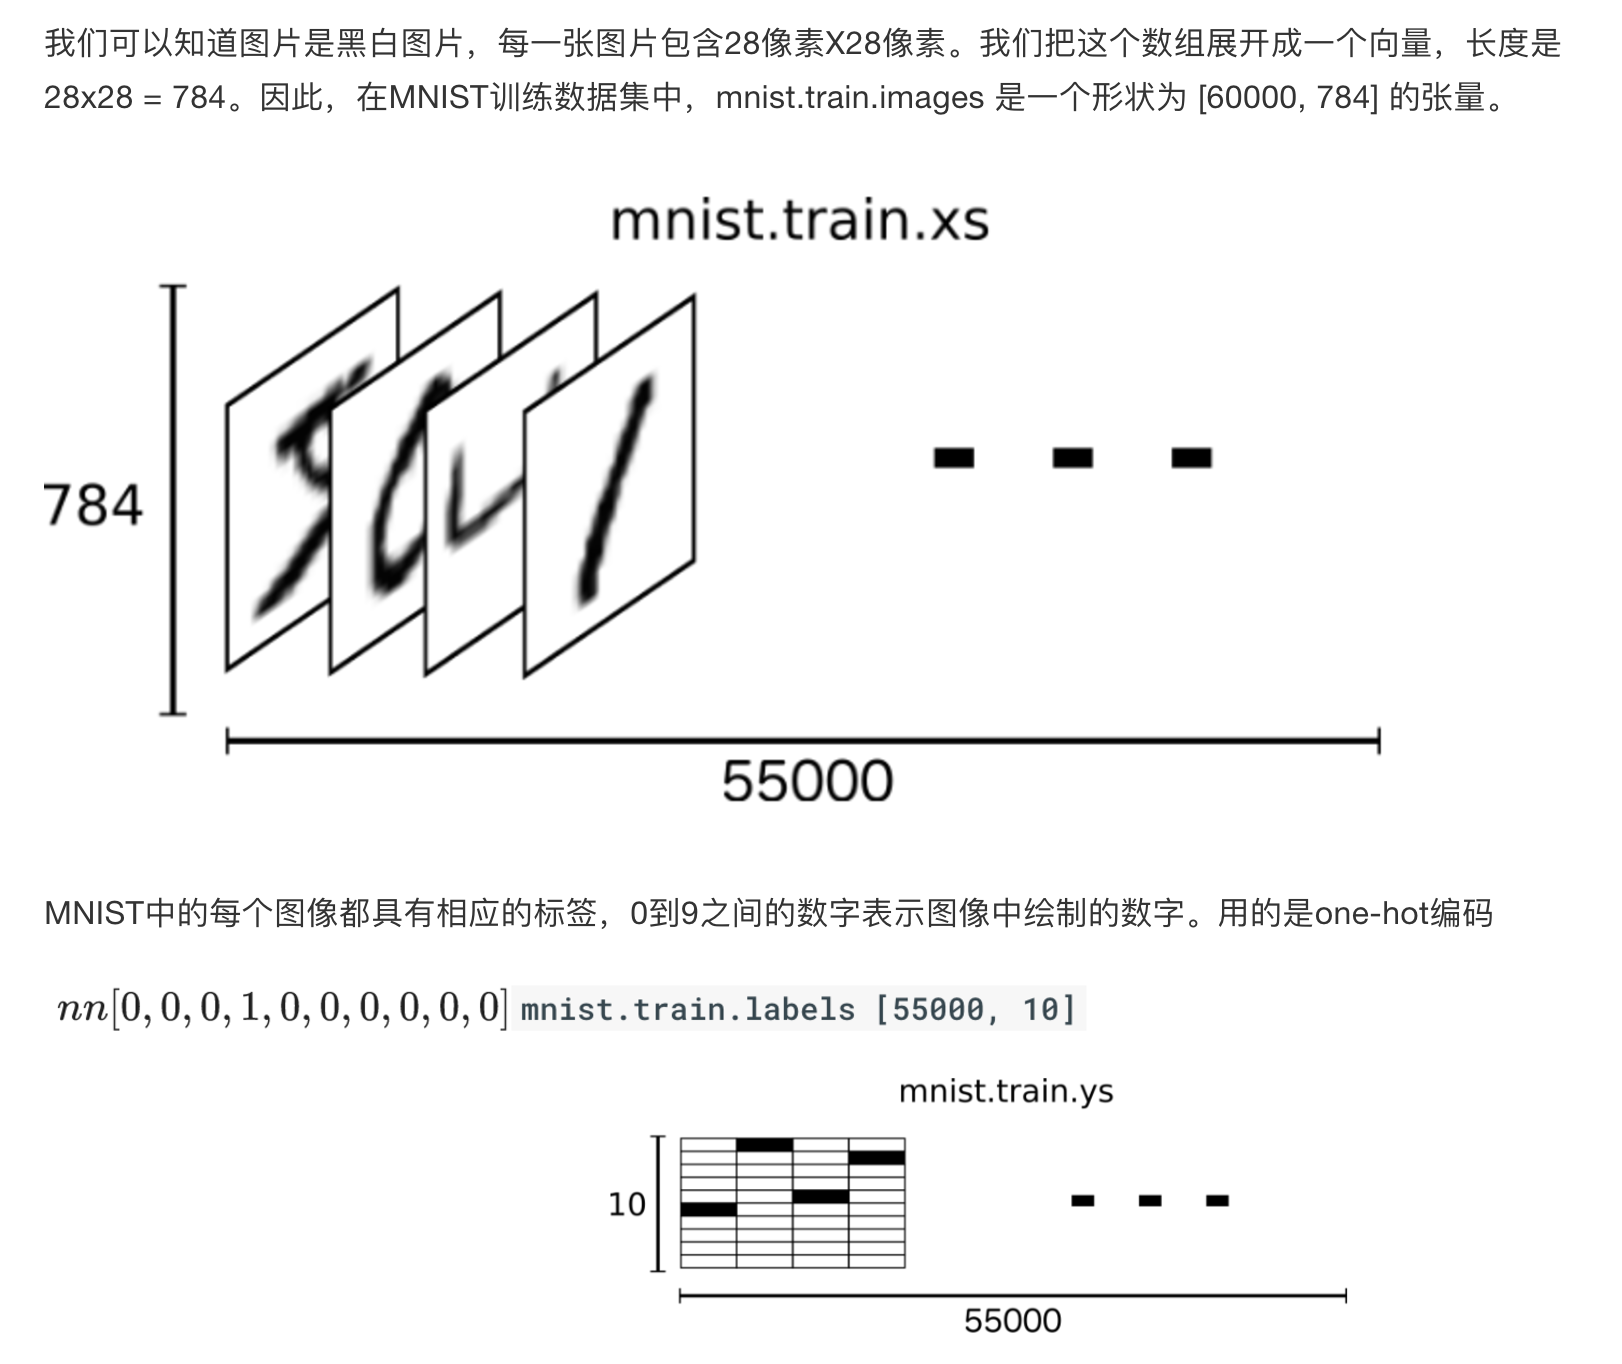 我们可以知道图片是黑白图片，每一张图片包含28像素X28像素。我们把这个数组展开成一个向量，长度是
28x28 = 784。因此，在MNIST训练数据集中，mnist.train.images 是一个形状为 [60000, 784] 的张量。
mnist.train.xs
784
55000
MNIST中的每个图像都具有相应的标签，0到9之间的数字表示图像中绘制的数字。用的是one-hot编码
nn[0, 0, 0, 1, 0, 0, 0, 0, 0, 0] mnist.train.labels [55000, 10]
mnist.train.ys
10
55000